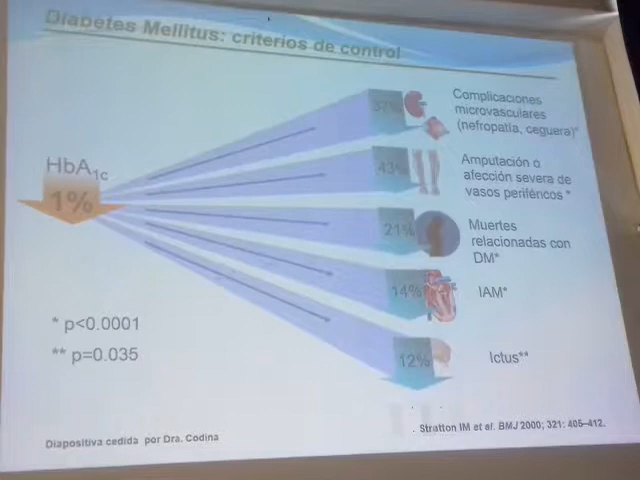 Diabetes Mellitus: criterios de control
HbA1c
1%
37%
Complicaciones
microvasculares
(nefropatía, ceguera)*
43%
Amputación o
afección severa de
vasos periféricos *
21%
Muertes
relacionadas con
DM*
14%
IAM*
12%
Ictus**
* p<0.0001
** p=0.035
Diapositiva cedida por Dra. Codina
. Stratton IM et al. BMJ 2000; 321: 405–412.